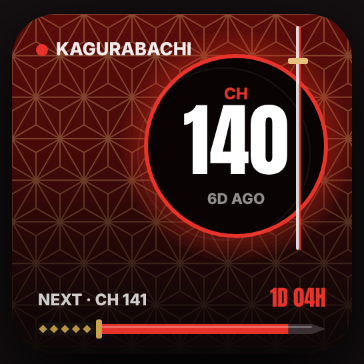 KAGURABACHI
CH
140
6D AGO
NEXT · CH 141
1D 04H